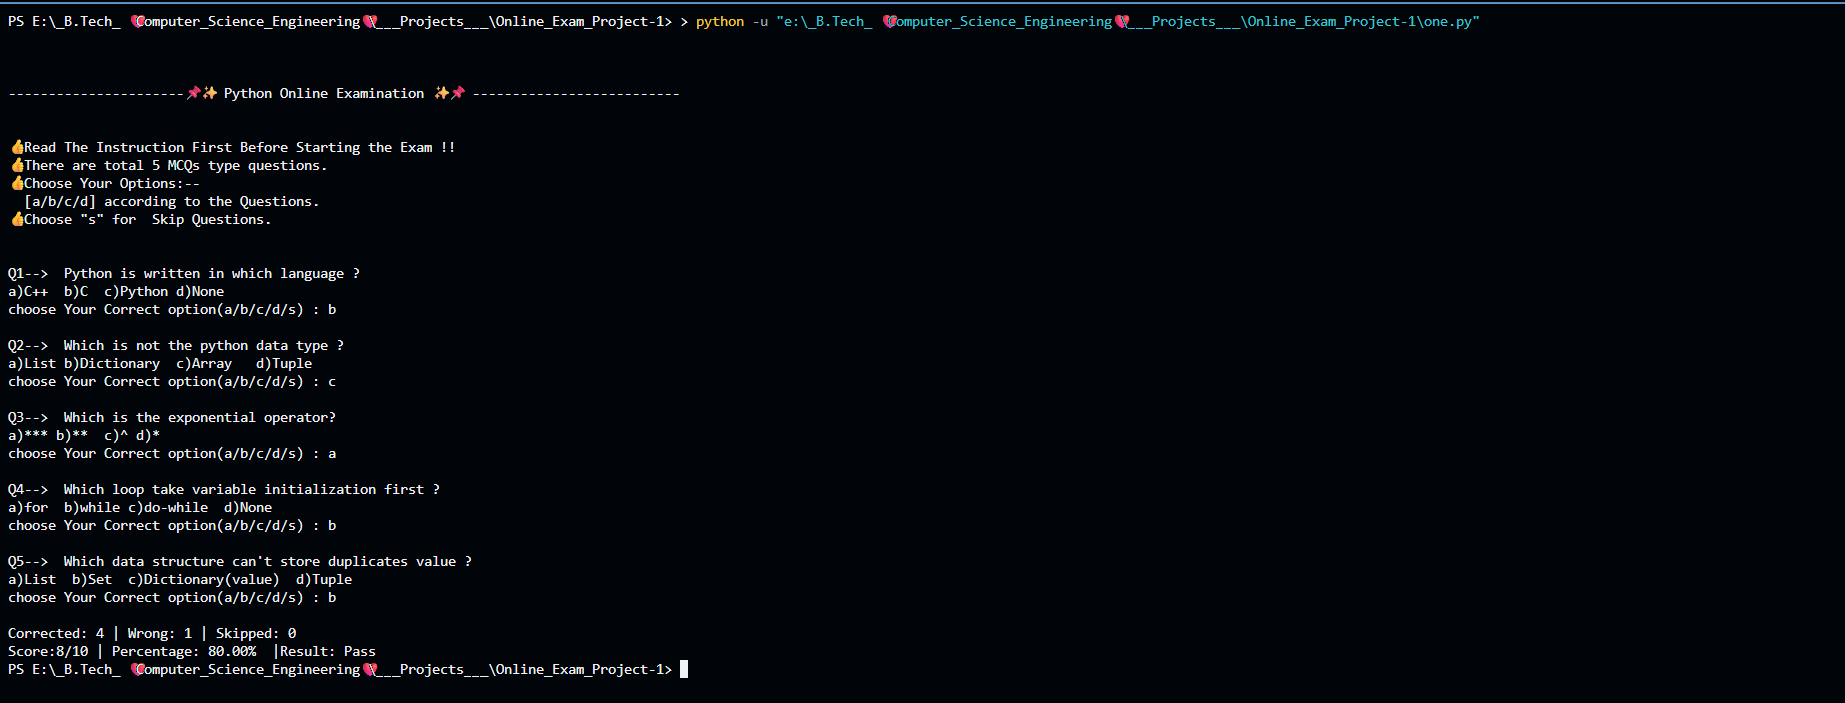 PS E:\_B.Tech_ 💔Computer_Science_Engineering💔\___Projects___\Online_Exam_Project-1> > python -u "e:\_B.Tech_ 💔Computer_Science_Engineering💔\___Projects___\Online_Exam_Project-1\one.py"
----------------------📌✨ Python Online Examination ✨📌 --------------------------
👍Read The Instruction First Before Starting the Exam !!
👍There are total 5 MCQs type questions.
👍Choose Your Options:--
[a/b/c/d] according to the Questions.
👍Choose "s" for  Skip Questions.
Q1-->  Python is written in which language ?
a)C++  b)C  c)Python d)None
choose Your Correct option(a/b/c/d/s) : b
Q2-->  Which is not the python data type ?
a)List b)Dictionary  c)Array   d)Tuple
choose Your Correct option(a/b/c/d/s) : c
Q3-->  Which is the exponential operator?
a)*** b)**  c)^ d)*
choose Your Correct option(a/b/c/d/s) : a
Q4-->  Which loop take variable initialization first ?
a)for  b)while c)do-while  d)None
choose Your Correct option(a/b/c/d/s) : b
Q5-->  Which data structure can't store duplicates value ?
a)List  b)Set  c)Dictionary(value)  d)Tuple
choose Your Correct option(a/b/c/d/s) : b
Corrected: 4 | Wrong: 1 | Skipped: 0
Score:8/10 | Percentage: 80.00%  |Result: Pass
PS E:\_B.Tech_ 💔Computer_Science_Engineering💔\___Projects___\Online_Exam_Project-1>